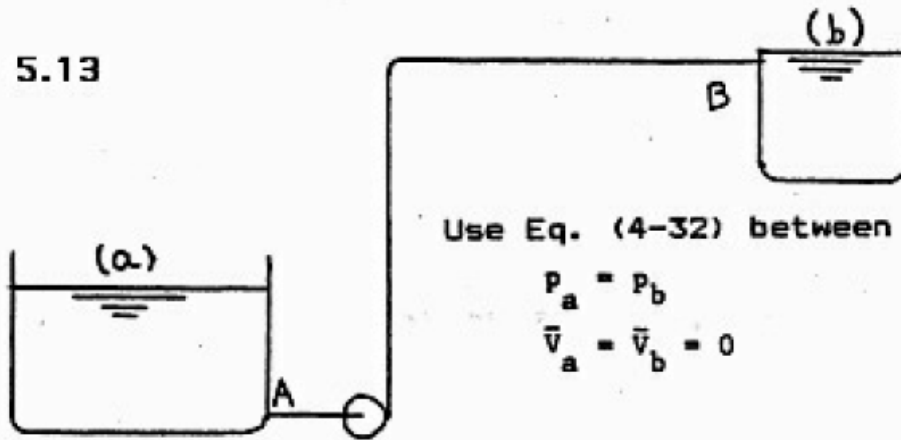 (b)
5.13
B
Use Eq. (4-32) between
(a)
p_a = p_b
V̄_a = V̄_b = 0
A